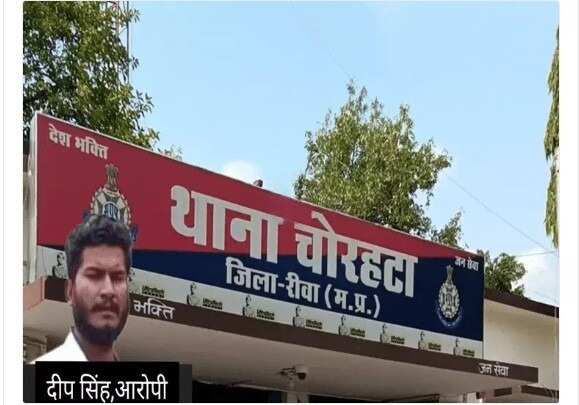 देश भक्ति
थाना चोरहटा
जन सेवा
जिला-रीवा (म.प्र.)
भक्ति
जन सेवा
दीप सिंह,आरोपी